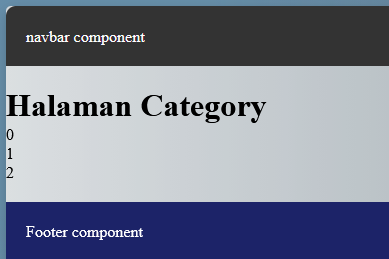 navbar component
Halaman Category
0
1
2
Footer component